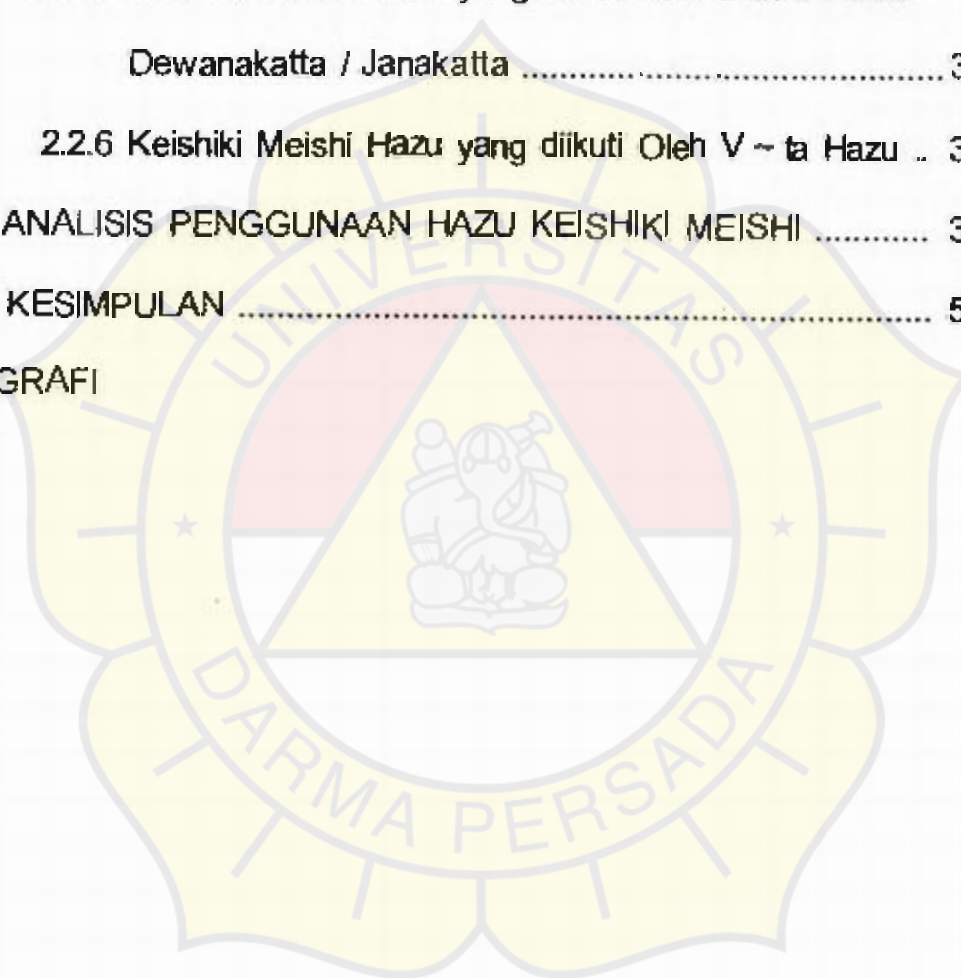 yang
Dewanakatta / Janakatta .......................................... 3
2.2.6 Keishiki Meishi Hazu yang diikuti Oleh V ~ ta Hazu .. 3
ANALISIS PENGGUNAAN HAZU KEISHIKI MEISHI ............ 3
KESIMPULAN ..................................................................... 5
GRAFI
UNIVERSITAS
DARMA PERSADA